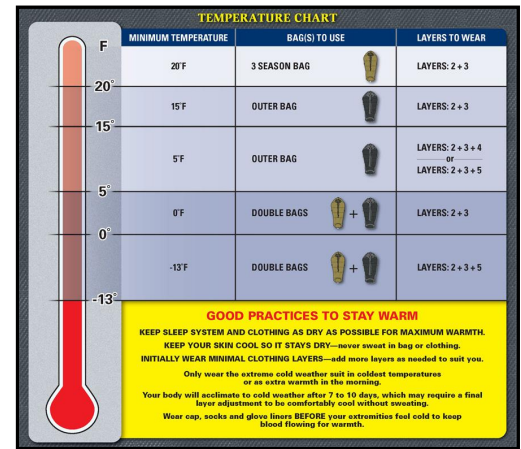 TEMPERATURE CHART
MINIMUM TEMPERATURE BAG(S) TO USE LAYERS TO WEAR
F
20°F 3 SEASON BAG LAYERS: 2 + 3
20°
15°F OUTER BAG LAYERS: 2 + 3
15°
5°F OUTER BAG LAYERS: 2 + 3 + 4
or
LAYERS: 2 + 3 + 5
5°
0°F DOUBLE BAGS + LAYERS: 2 + 3
0°
-13°F DOUBLE BAGS + LAYERS: 2 + 3 + 5
-13°
GOOD PRACTICES TO STAY WARM
KEEP SLEEP SYSTEM AND CLOTHING AS DRY AS POSSIBLE FOR MAXIMUM WARMTH.
KEEP YOUR SKIN COOL SO IT STAYS DRY—never sweat in bag or clothing.
INITIALLY WEAR MINIMAL CLOTHING LAYERS—add more layers as needed to suit you.
Only wear the extreme cold weather suit in coldest temperatures
or as extra warmth in the morning.
Your body will acclimate to cold weather after 7 to 10 days, which may require a final
layer adjustment to be comfortably cool without sweating.
Wear cap, socks and glove liners BEFORE your extremities feel cold to keep
blood flowing for warmth.